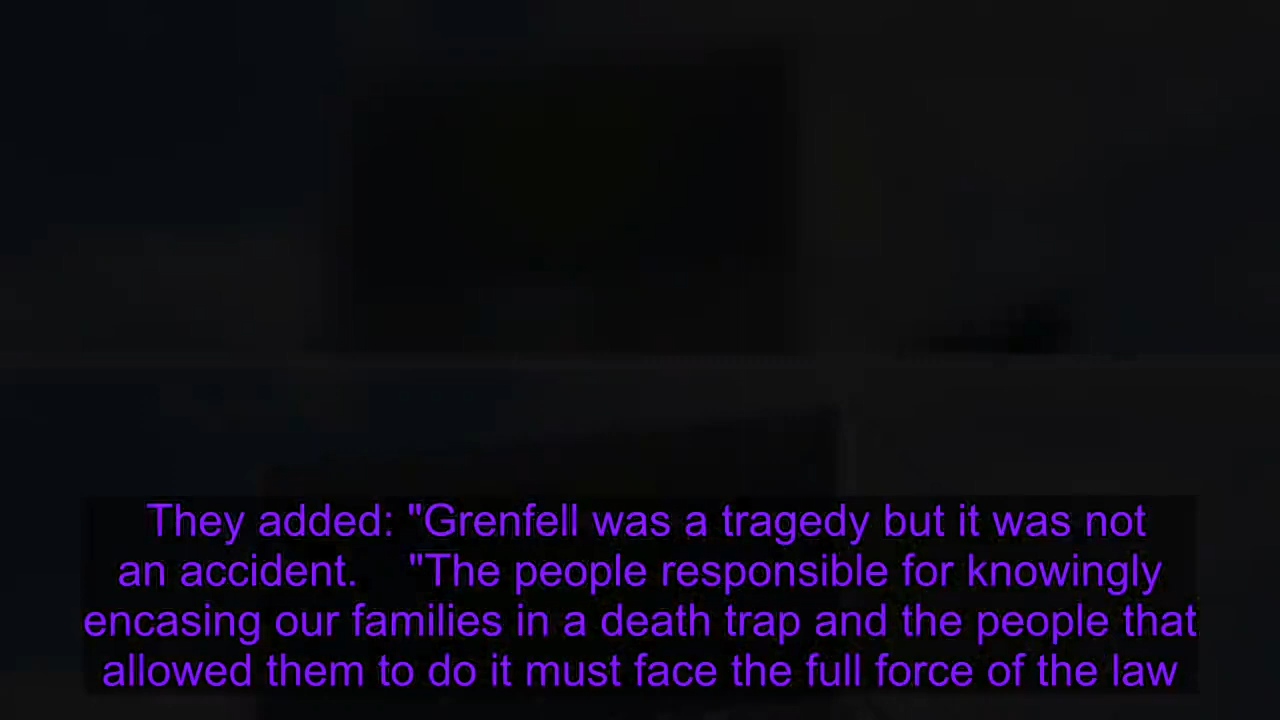 They added: "Grenfell was a tragedy but it was not
an accident. "The people responsible for knowingly
encasing our families in a death trap and the people that
allowed them to do it must face the full force of the law